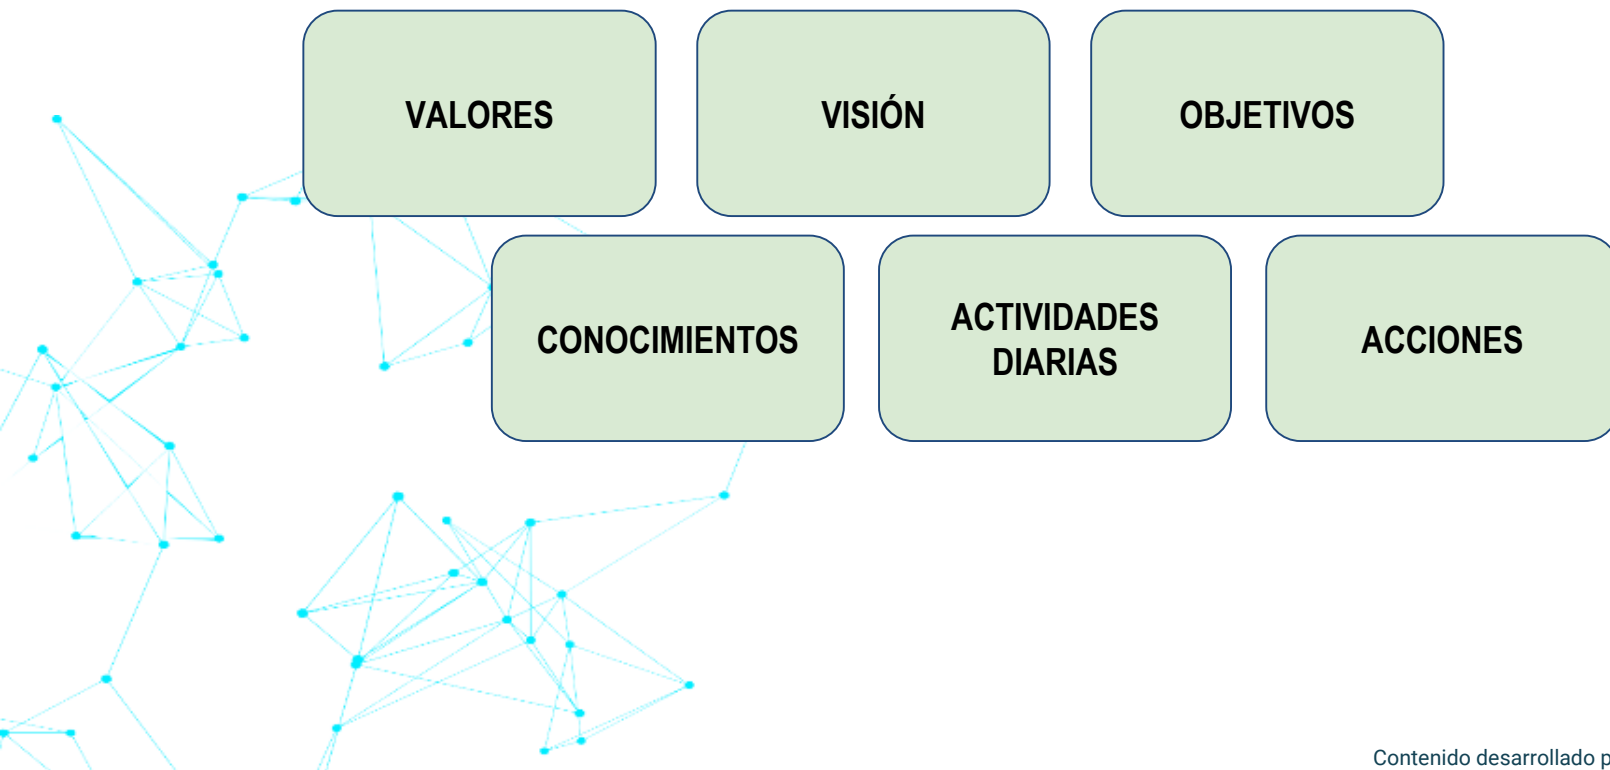 VALORES
VISIÓN
OBJETIVOS
CONOCIMIENTOS
ACTIVIDADES
DIARIAS
ACCIONES
Contenido desarrollado p